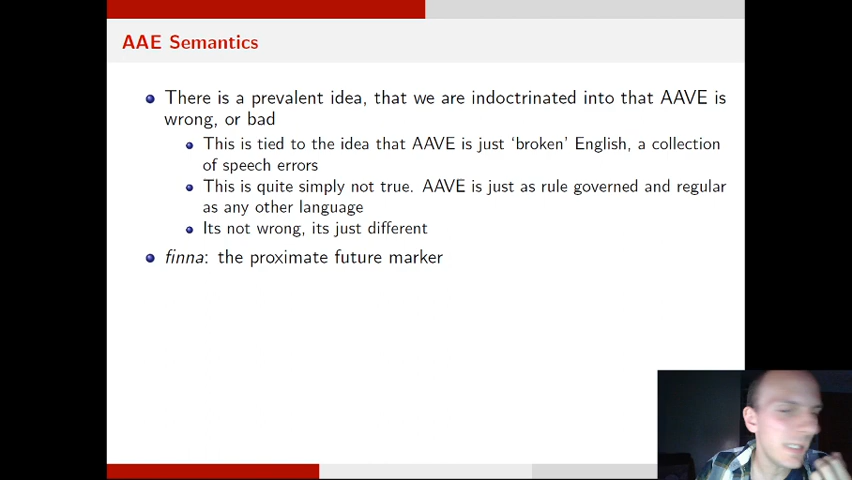 AAE Semantics
There is a prevalent idea, that we are indoctrinated into that AAVE is
wrong, or bad
This is tied to the idea that AAVE is just ‘broken’ English, a collection
of speech errors
This is quite simply not true. AAVE is just as rule governed and regular
as any other language
Its not wrong, its just different
finna: the proximate future marker